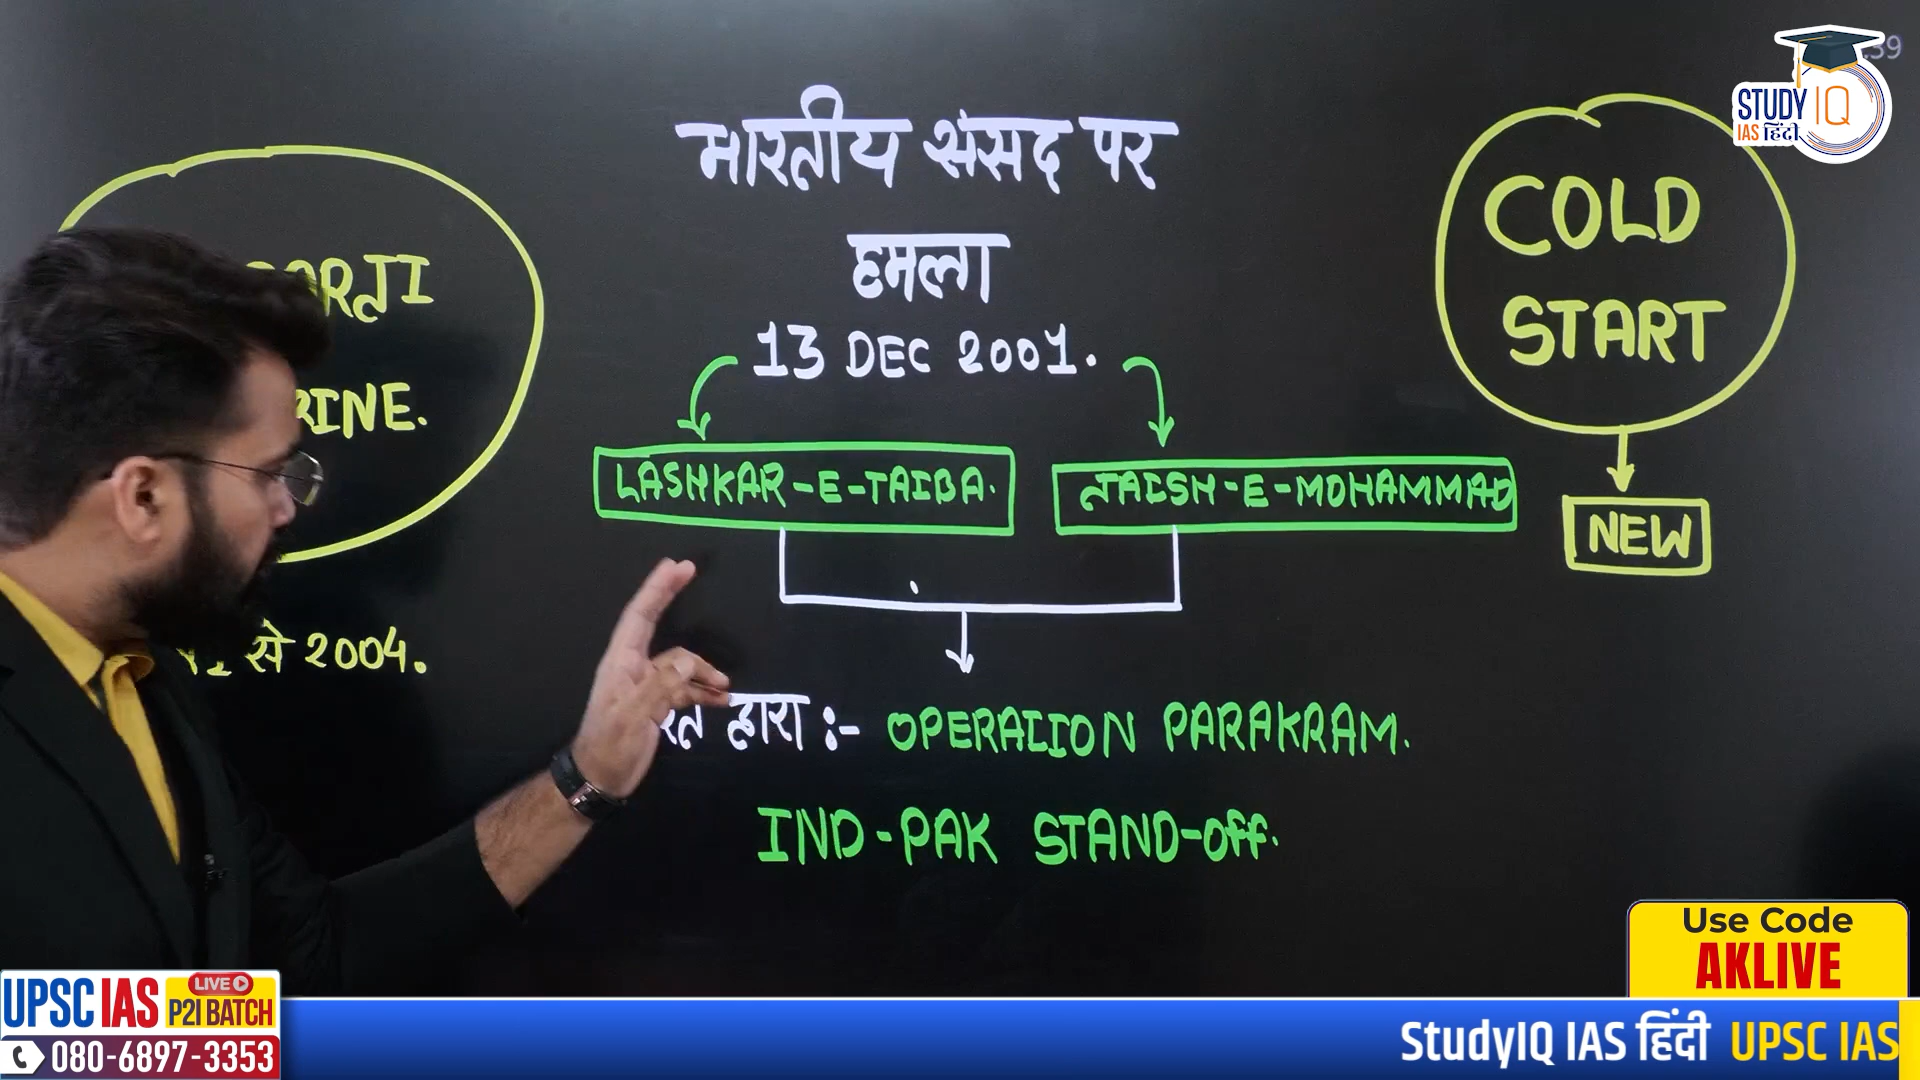 भारतीय संसद पर
हमला
13 DEC 2001.
LASHKAR-E-TAIBA.
JAISH-E-MOHAMMAD
द्वारा :- OPERATION PARAKRAM.
IND-PAK STAND-Off.
से 2004.
COLD
START
NEW
STUDY IQ
IAS हिंदी
Use Code
AKLIVE
UPSC IAS
LIVE
P2I BATCH
080-6897-3353
StudyIQ IAS हिंदी UPSC IAS